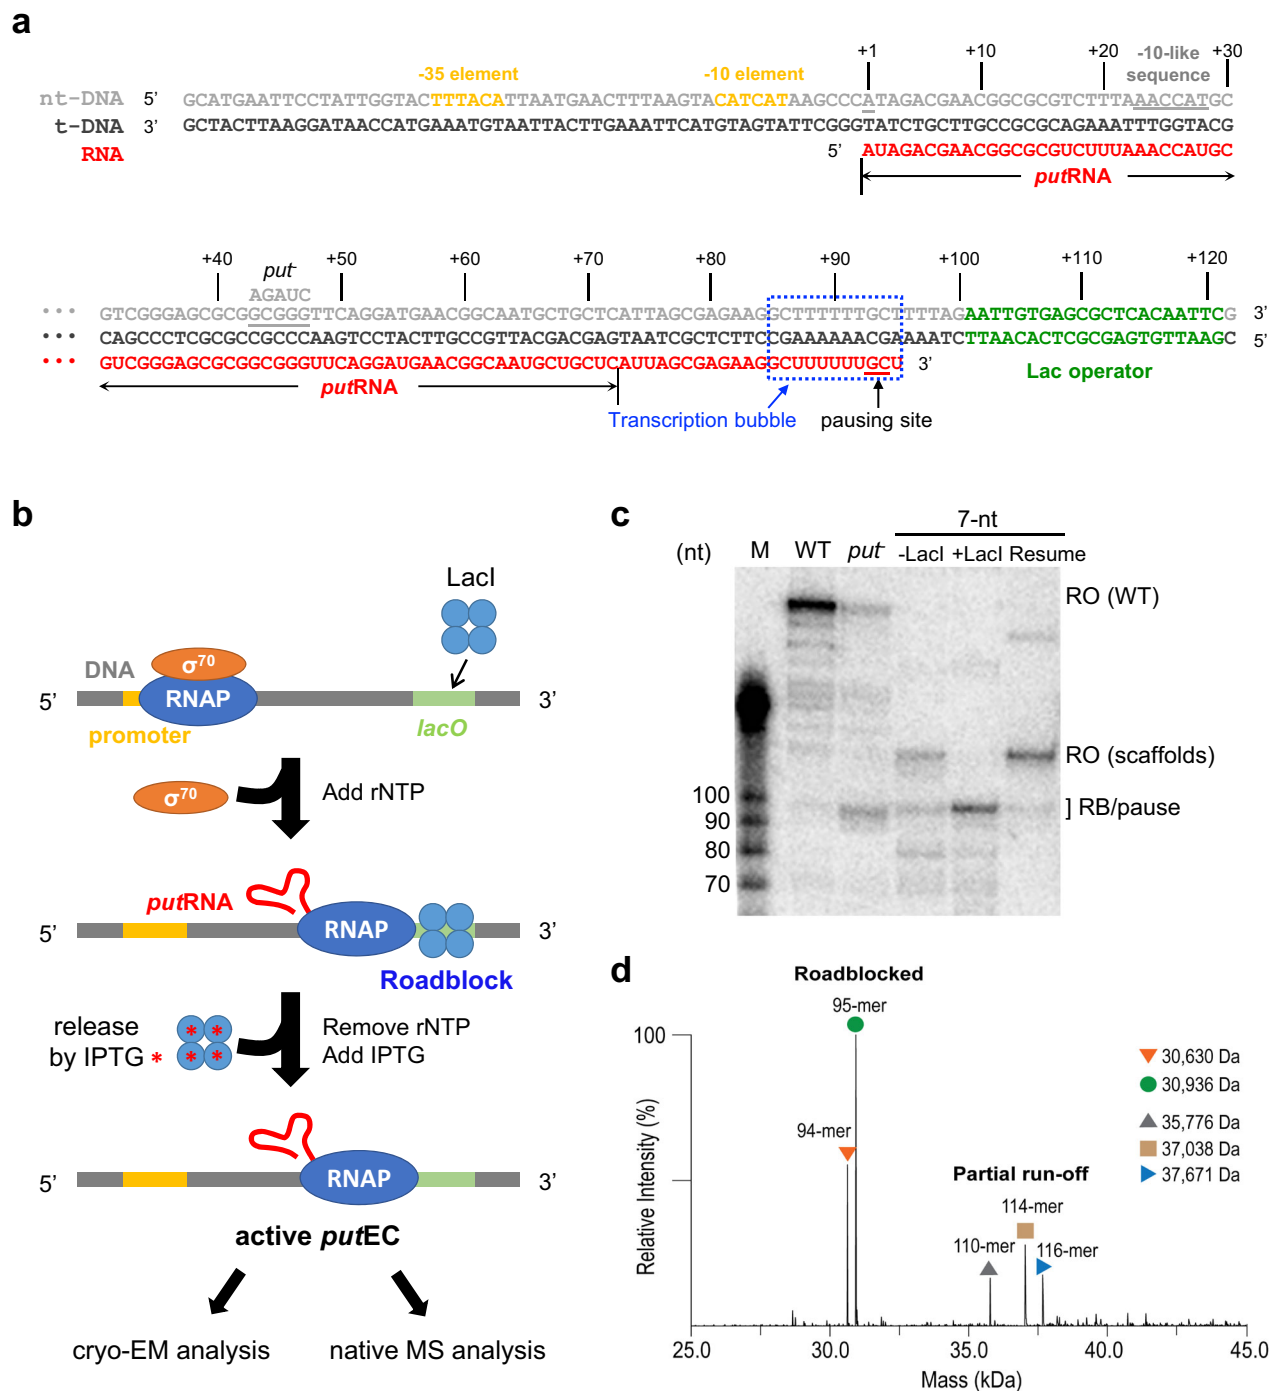 a
+1 +10 +20 -10-like sequence +30
-35 element -10 element
nt-DNA 5’ GCATGAATTCCTATTGGTACTTTACATTAATGAACTTTAAGTACATCATAAGCCCATAGACGAACGGCGCGTCTTTAAACCATGC
t-DNA 3’ GCTACTTAAGGATAACCATGAAATGTAATTACTTGAAATTCATGTAGTATTCGGGTATCTGCTTGCCGCGCAGAAATTTGGTACG
RNA 5’ AUAGACGAACGGCGCGUCUUUAAACCAUGC
putRNA
+40 +50 +60 +70 +80 +90 +100 +110 +120
put-
AGAUC
••• GTCGGGAGCGCGGCGGGTTCAGGATGAACGGCAATGCTGCTCATTAGCGAGAAGGCTTTTTTGCTTTTAGAATTGTGAGCGCTCACAATTCG 3’
••• CAGCCCTCGCGCCGCCCAAGTCCTACTTGCCGTTACGACGAGTAATCGCTCTTCCGAAAAAACGAAAATCTTAACACTCGCGAGTGTTAAGC 5’
••• GUCGGGAGCGCGGCGGGUUCAGGAUGAACGGCAAUGCUGCUCAUUAGCGAGAAGGCUUUUUUGCU 3’
putRNA
Lac operator
Transcription bubble
pausing site
b
LacI
DNA
σ70
RNAP
5’ 3’
promoter
lacO
σ70
Add rNTP
putRNA
RNAP
5’ 3’
Roadblock
release by IPTG *
* * * *
Remove rNTP
Add IPTG
RNAP
5’ 3’
active putEC
cryo-EM analysis
native MS analysis
c
7-nt
(nt) M WT put- -LacI +LacI Resume
RO (WT)
RO (scaffolds)
100
] RB/pause
90
80
70
d
Roadblocked
95-mer
100
30,630 Da
30,936 Da
94-mer
35,776 Da
37,038 Da
37,671 Da
Partial run-off
114-mer
110-mer
116-mer
Relative Intensity (%)
25.0 30.0 35.0 40.0 45.0
Mass (kDa)